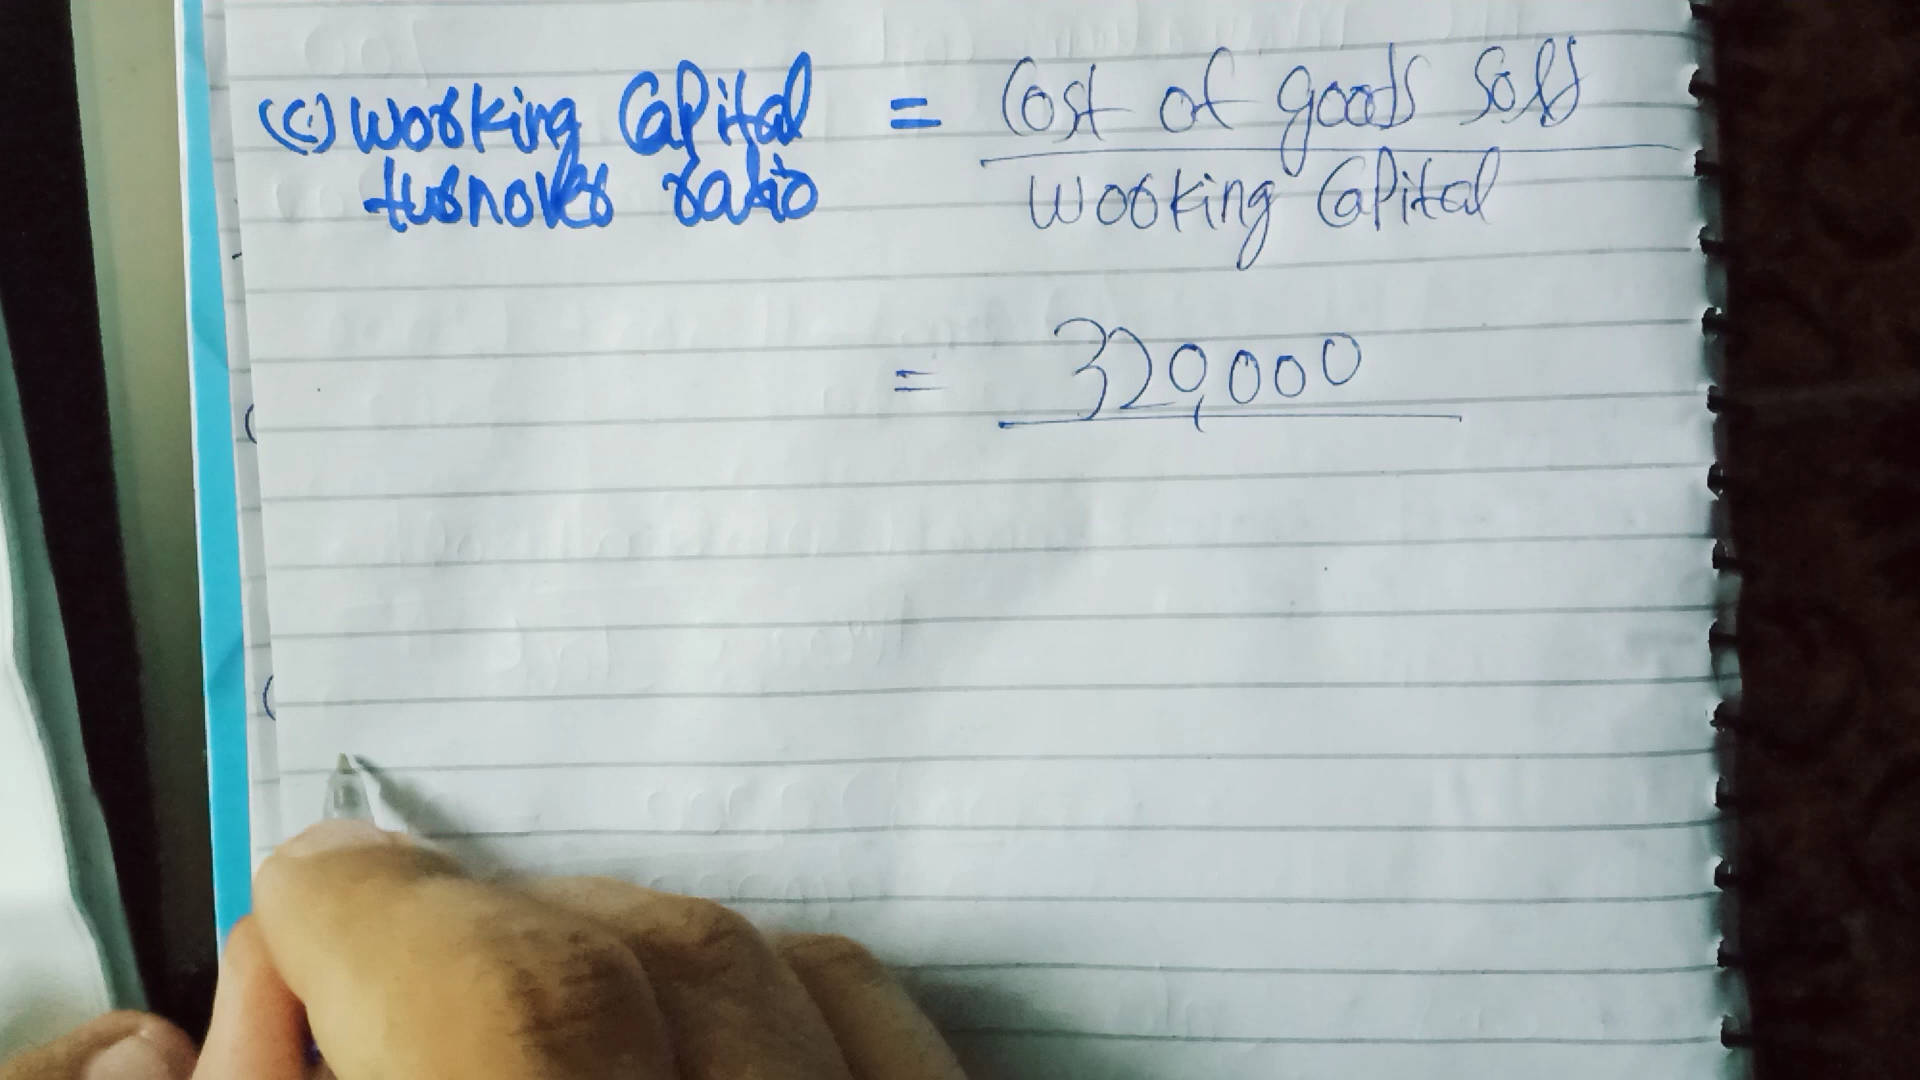 (c) Working Capital = Cost of goods sold
turnover ratio Working Capital
= 320,000